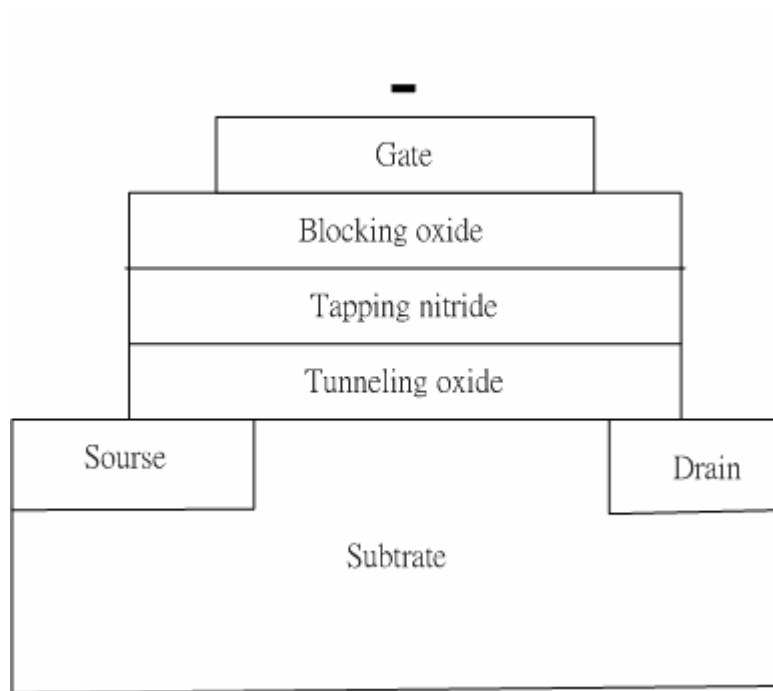 -
Gate
Blocking oxide
Tapping nitride
Tunneling oxide
Sourse
Drain
Subtrate